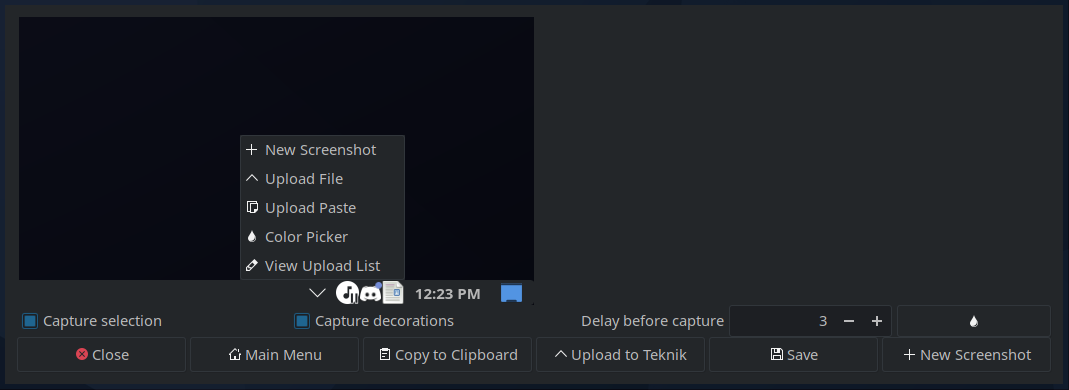 New Screenshot
Upload File
Upload Paste
Color Picker
View Upload List
12:23 PM
Capture selection
Capture decorations
Delay before capture
3
Close
Main Menu
Copy to Clipboard
Upload to Teknik
Save
New Screenshot